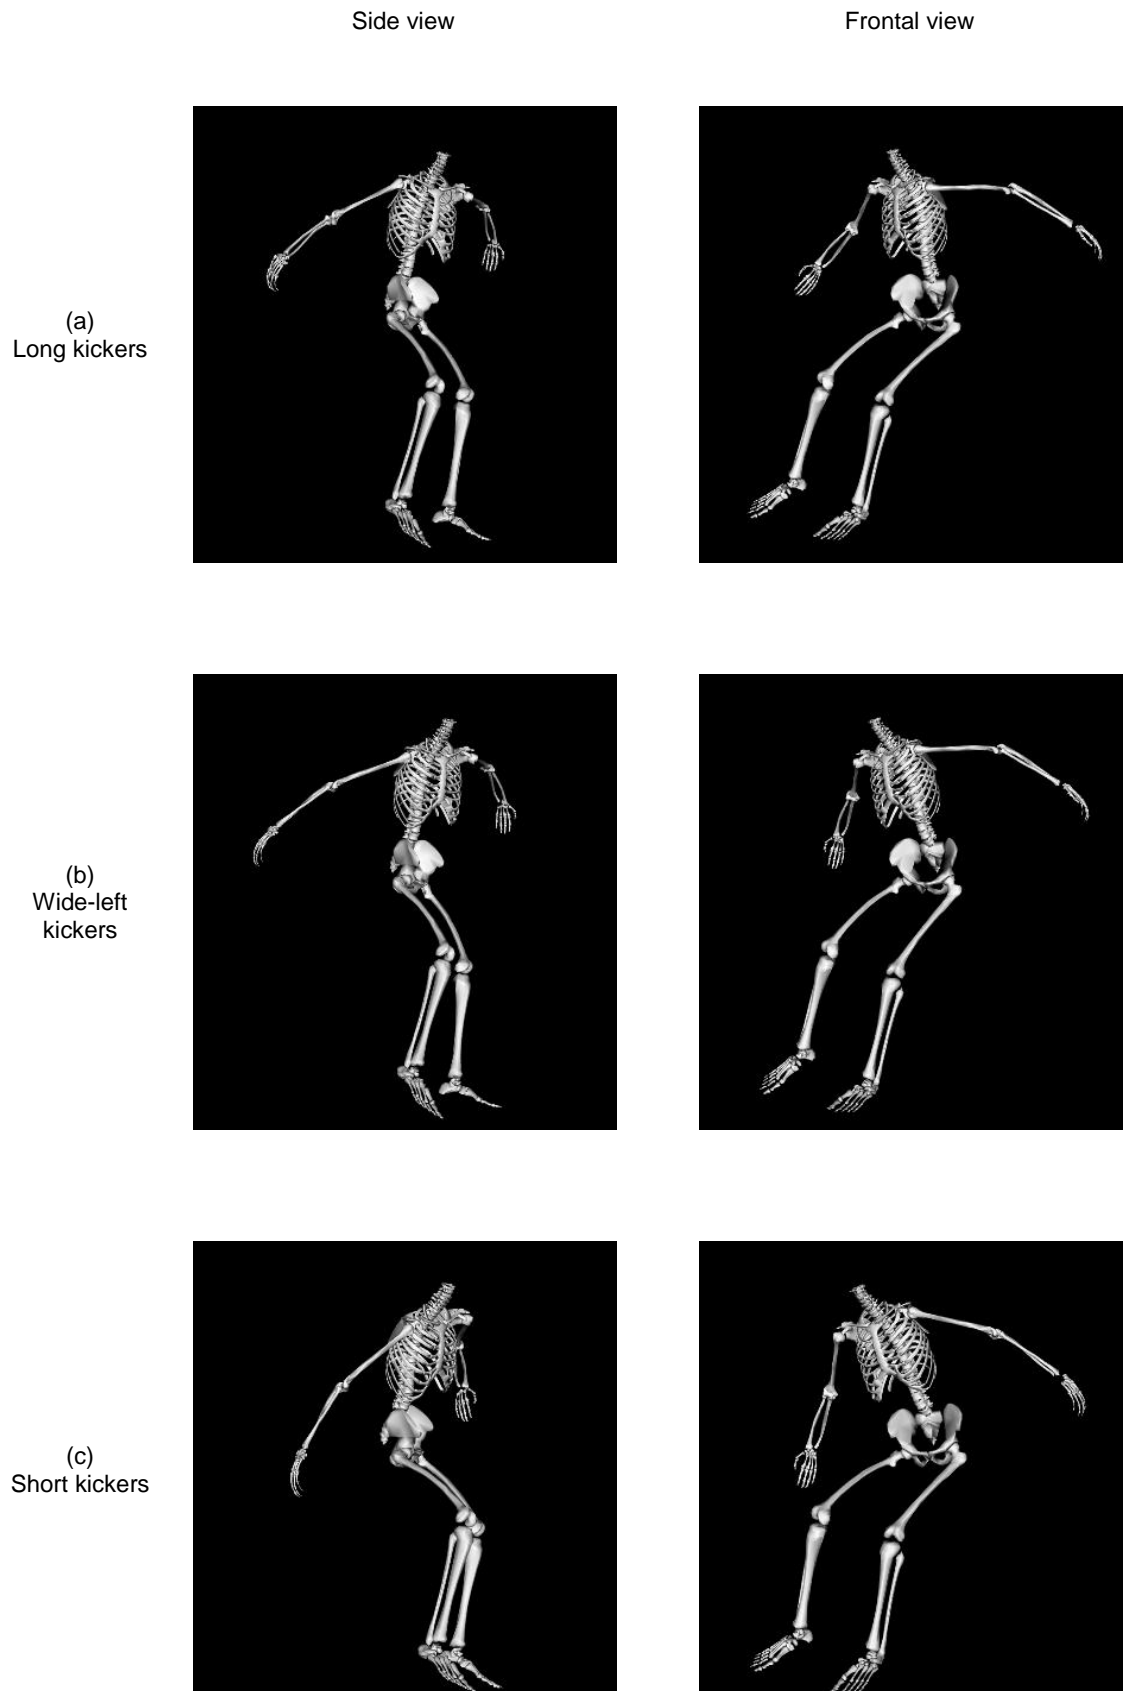 Side view
Frontal view
(a)
Long kickers
(b)
Wide-left
kickers
(c)
Short kickers